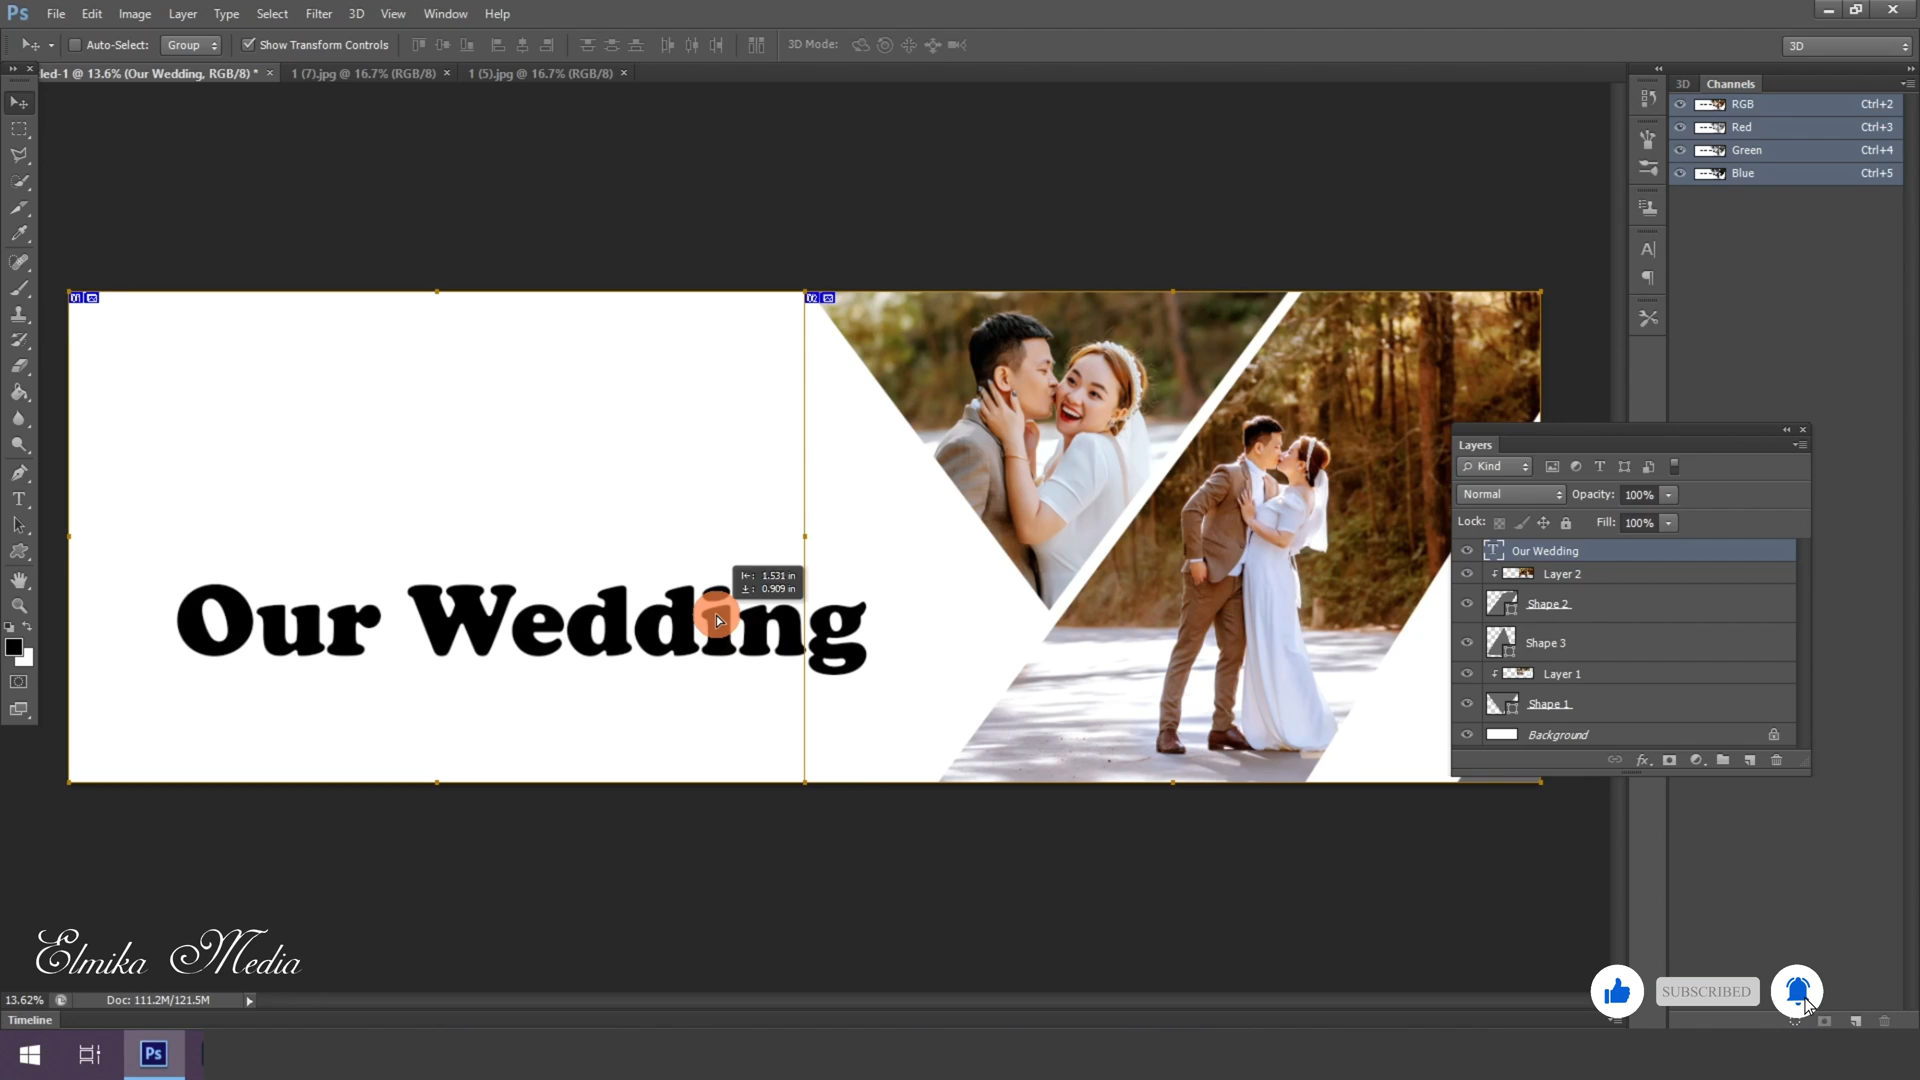 Ps File Edit Image Layer Type Select Filter 3D View Window Help
Auto-Select: Group Show Transform Controls 3D Mode: 3D
led-1 @ 13.6% (Our Wedding, RGB/8) * × 1 (7).jpg @ 16.7% (RGB/8) × 1 (5).jpg @ 16.7% (RGB/8) ×
3D Channels
RGB Ctrl+2
Red Ctrl+3
Green Ctrl+4
Blue Ctrl+5
01 02
Layers
Kind
Normal Opacity: 100%
Lock: Fill: 100%
Our Wedding
Layer 2
Shape 2
Shape 3
Layer 1
Shape 1
Background
1.531 in
0.909 in
Our Wedding
Elmika Media
SUBSCRIBED
13.62% Doc: 111.2M/121.5M
Timeline
Ps